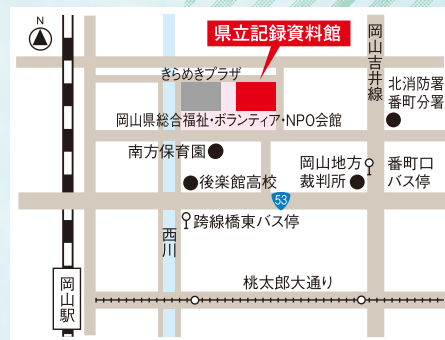 N
県立記録資料館
岡山吉井線
きらめきプラザ
北消防署
番町分署
岡山県総合福祉・ボランティア・NPO会館
南方保育園
岡山地方
裁判所
番町口
バス停
後楽館高校
53
跨線橋東バス停
西川
岡山駅
桃太郎大通り